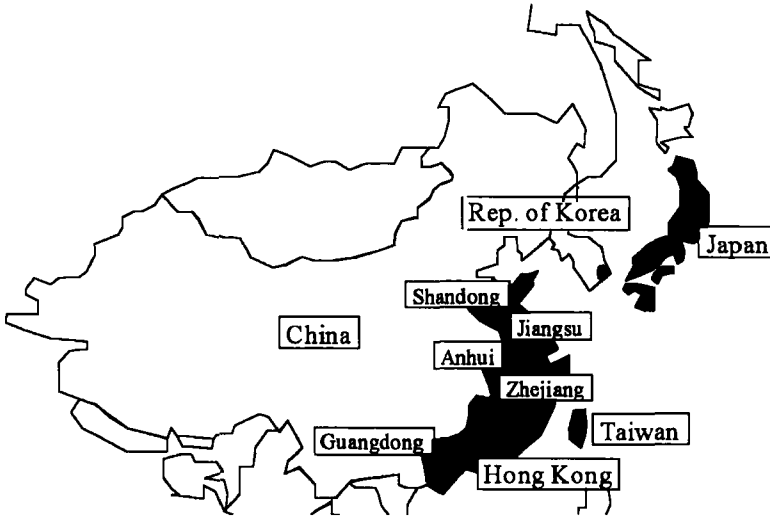 Rep. of Korea
Japan
Shandong
Jiangsu
China
Anhui
Zhejiang
Guangdong
Taiwan
Hong Kong